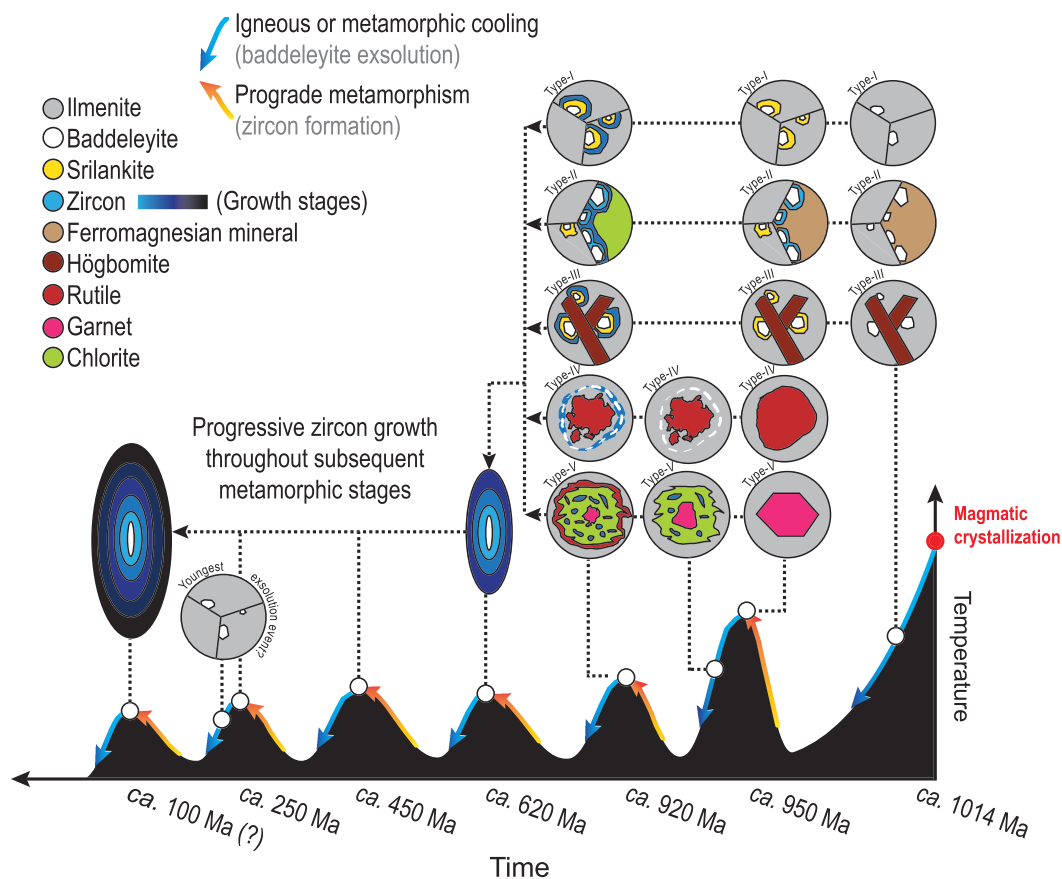 Igneous or metamorphic cooling
(baddeleyite exsolution)
Prograde metamorphism
(zircon formation)
Ilmenite
Baddeleyite
Srilankite
Zircon (Growth stages)
Ferromagnesian mineral
Högbomite
Rutile
Garnet
Chlorite
Type-I
Type-I
Type-I
Type-II
Type-II
Type-II
Type-III
Type-III
Type-III
Type-IV
Type-IV
Type-IV
Type-V
Type-V
Type-V
Progressive zircon growth
throughout subsequent
metamorphic stages
Youngest
exsolution event?
Magmatic
crystallization
Temperature
ca. 100 Ma (?)
ca. 250 Ma
ca. 450 Ma
ca. 620 Ma
ca. 920 Ma
ca. 950 Ma
ca. 1014 Ma
Time